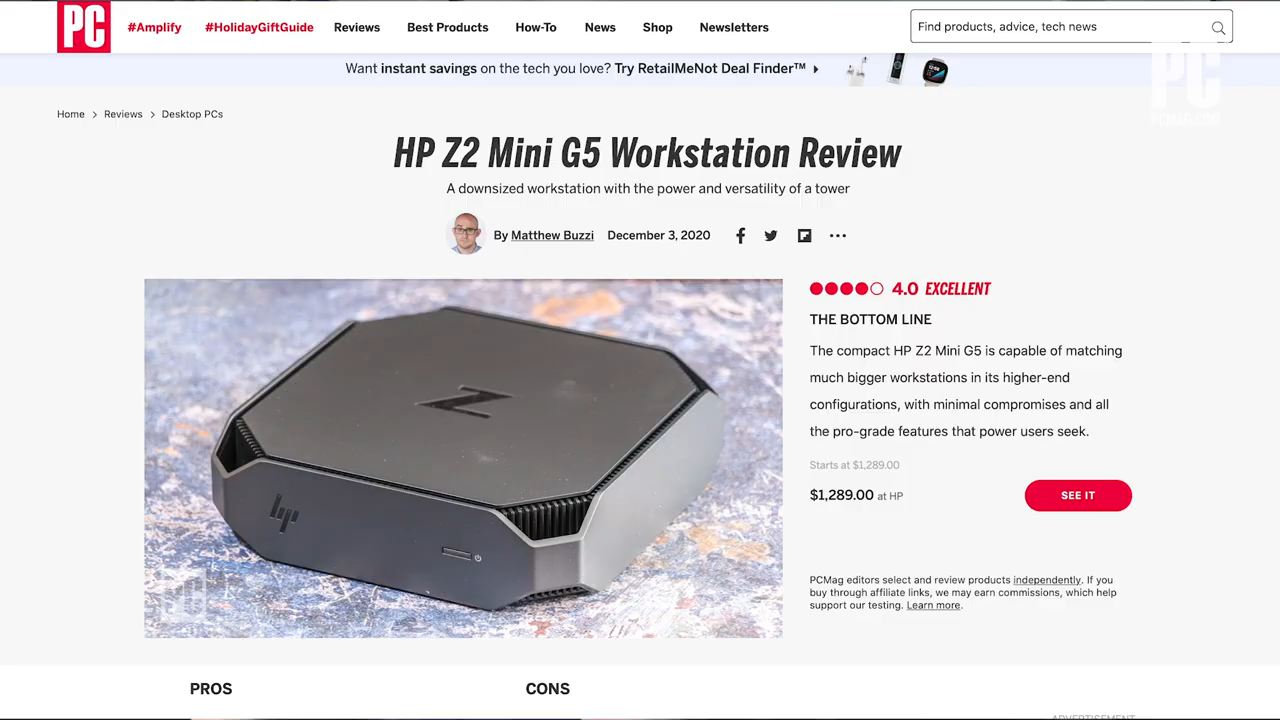 PC
#Amplify
#HolidayGiftGuide
Reviews
Best Products
How-To
News
Shop
Newsletters
Find products, advice, tech news
Want instant savings on the tech you love? Try RetailMeNot Deal Finder™
PC
PCMAG.COM
Home
Reviews
Desktop PCs
HP Z2 Mini G5 Workstation Review
A downsized workstation with the power and versatility of a tower
By Matthew Buzzi
December 3, 2020
4.0 EXCELLENT
THE BOTTOM LINE
The compact HP Z2 Mini G5 is capable of matching
much bigger workstations in its higher-end
configurations, with minimal compromises and all
the pro-grade features that power users seek.
Starts at $1,289.00
$1,289.00 at HP
SEE IT
Z
hp
PCMag editors select and review products independently. If you
buy through affiliate links, we may earn commissions, which help
support our testing. Learn more.
PROS
CONS
ADVERTISEMENT